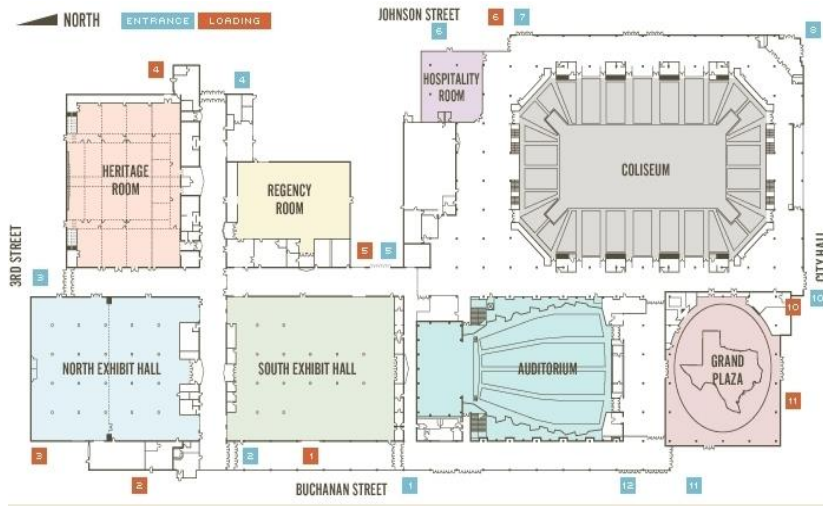 NORTH
ENTRANCE LOADING
JOHNSON STREET
6 7
6
8
4
4
HOSPITALITY
ROOM
HERITAGE
ROOM
REGENCY
ROOM
COLISEUM
3RD STREET
CITY HALL
5 5
3
10
10
NORTH EXHIBIT HALL
SOUTH EXHIBIT HALL
AUDITORIUM
GRAND
PLAZA
11
3
2
1
2
1
12
11
BUCHANAN STREET